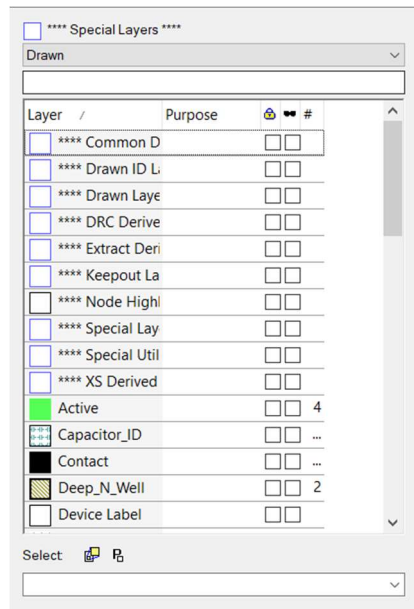 **** Special Layers ****
Drawn
Layer / Purpose #
**** Common D
**** Drawn ID La
**** Drawn Laye
**** DRC Derive
**** Extract Deri
**** Keepout La
**** Node Highl
**** Special Lay
**** Special Util
**** XS Derived
Active 4
Capacitor_ID ...
Contact ...
Deep_N_Well 2
Device Label
Select: